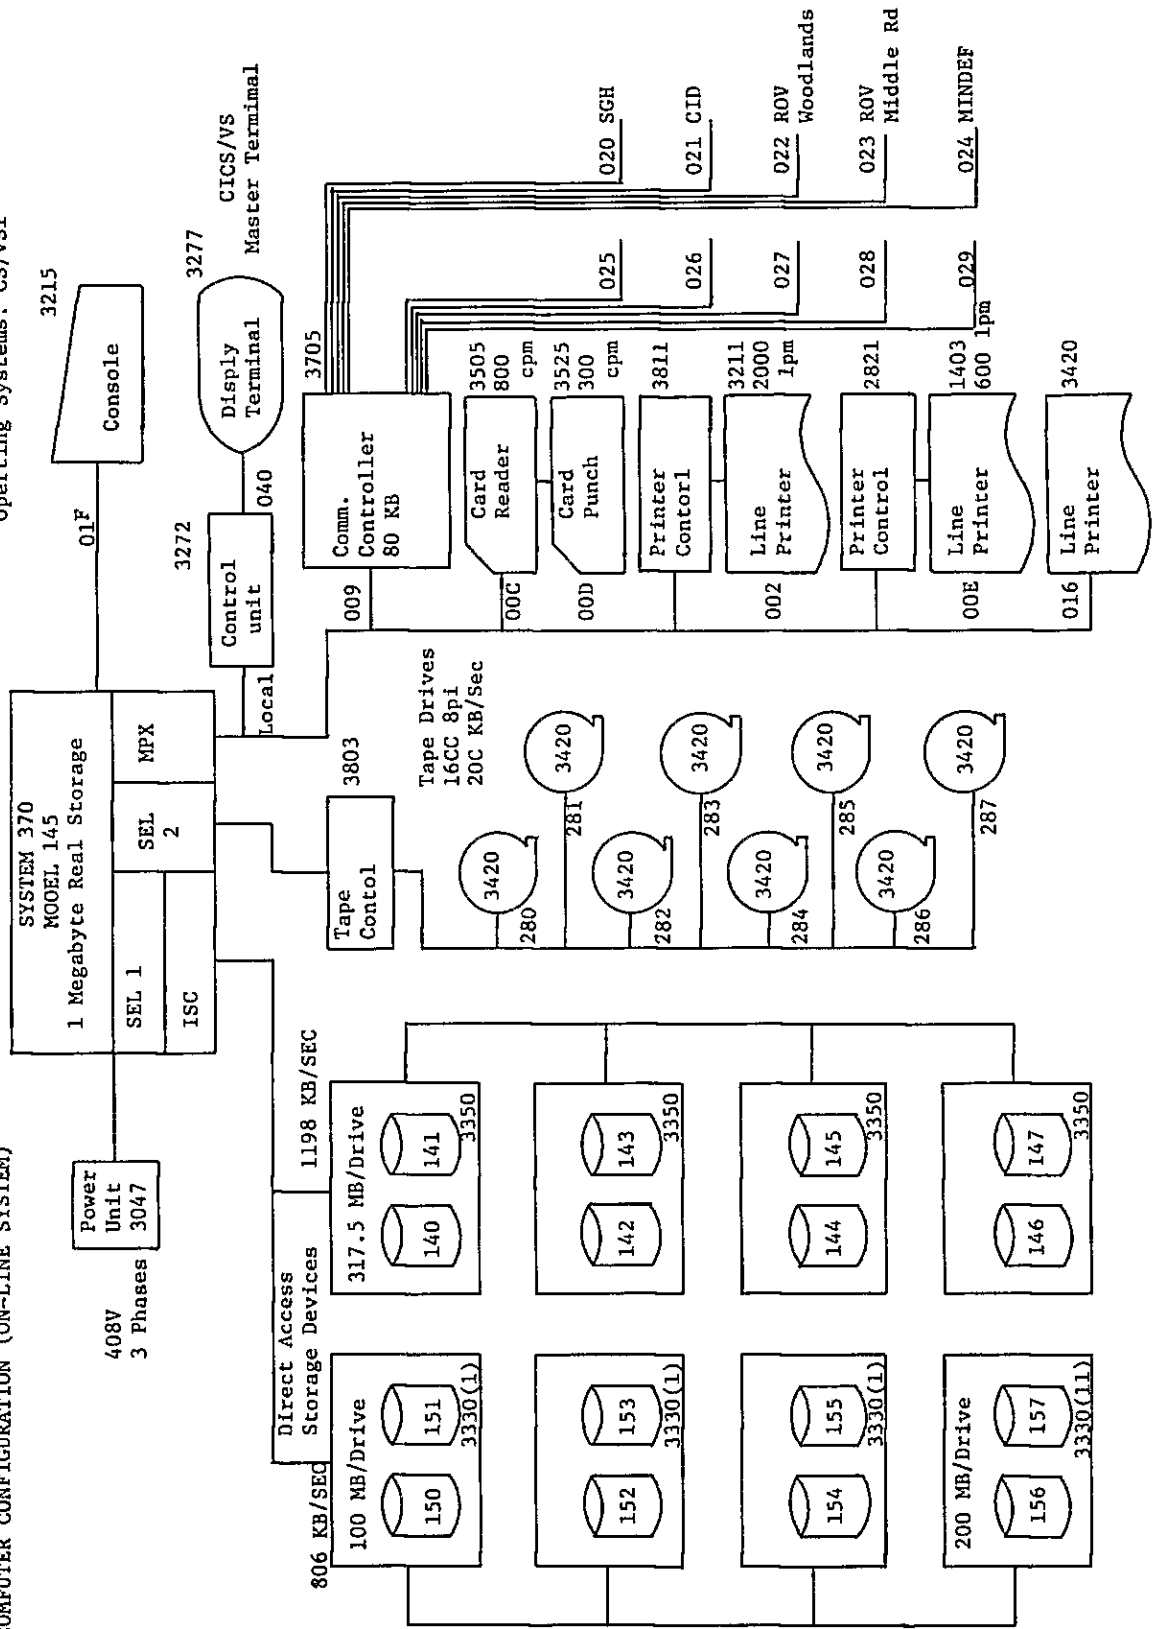 COMPUTER CONFIGURATION (ON-LINE SYSTEM)
Operting Systems: CS/VS1
SYSTEM 370
MOOEL 145
1 Megabyte Real Storage
SEL 1
ISC
SEL
2
MPX
Power
Unit
3047
408V
3 Phases
01F
Console
3215
3272
Control
unit
Local
040
Disply
Terminal
3277
CICS/VS
Master Termimal
3705
Comm.
Controller
80 KB
009
020 SGH
021 CID
022 ROV
Woodlands
023 ROV
Middle Rd
024 MINDEF
025
026
027
028
029
Card
Reader
3505
800
cpm
00C
Card
Punch
3525
300
cpm
00D
Printer
Contorl
3811
Line
Printer
3211
2000
lpm
002
Printer
Control
2821
Line
Printer
1403
600 lpm
00E
Line
Printer
3420
016
Tape
Contol
3803
Tape Drives
16CC 8pi
20C KB/Sec
3420
280
3420
281
3420
282
3420
283
3420
284
3420
285
3420
286
3420
287
Direct Access
Storage Devices
806 KB/SEC
1198 KB/SEC
100 MB/Drive
150
151
3330(1)
152
153
3330(1)
154
155
3330(1)
200 MB/Drive
156
157
3330(11)
317.5 MB/Drive
140
141
3350
142
143
3350
144
145
3350
146
147
3350